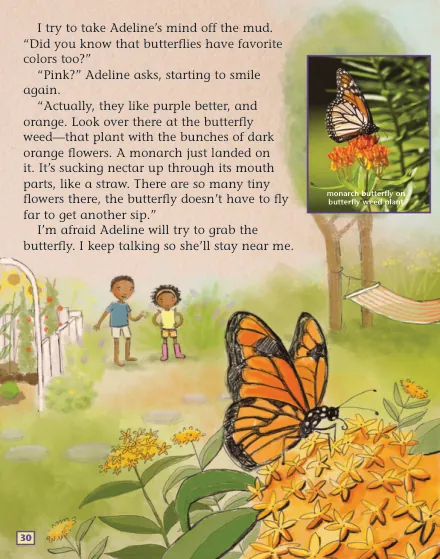 I try to take Adeline's mind off the mud.
"Did you know that butterflies have favorite
colors too?"
"Pink?" Adeline asks, starting to smile
again.
"Actually, they like purple better, and
orange. Look over there at the butterfly
weed—that plant with the bunches of dark
orange flowers. A monarch just landed on
it. It's sucking nectar up through its mouth
parts, like a straw. There are so many tiny
flowers there, the butterfly doesn't have to fly
far to get another sip."
I'm afraid Adeline will try to grab the
butterfly. I keep talking so she'll stay near me.
monarch butterfly on
butterfly weed plant
30